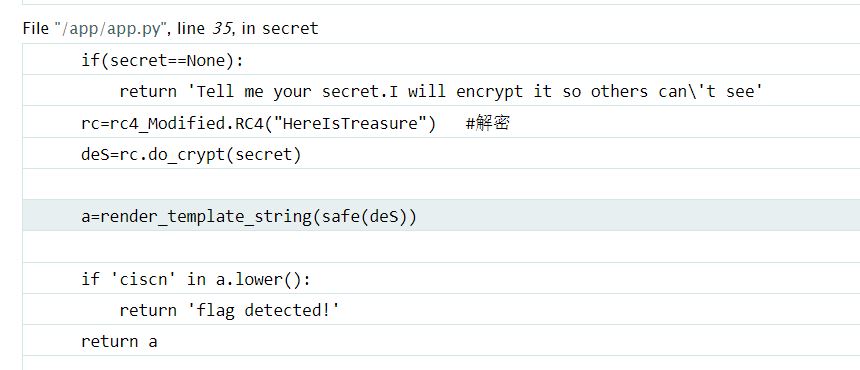 File "/app/app.py", line 35, in secret
if(secret==None):
return 'Tell me your secret.I will encrypt it so others can\'t see'
rc=rc4_Modified.RC4("HereIsTreasure") #解密
deS=rc.do_crypt(secret)
a=render_template_string(safe(deS))
if 'ciscn' in a.lower():
return 'flag detected!'
return a